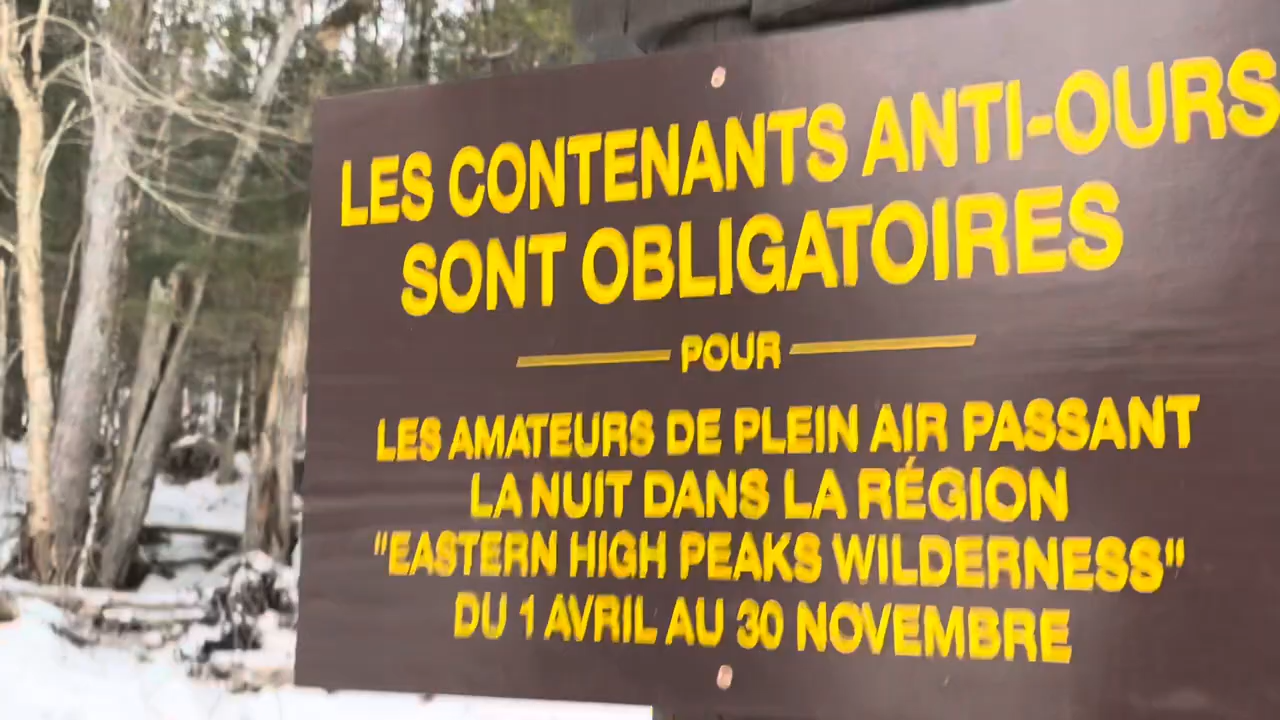 LES CONTENANTS ANTI-OURS
SONT OBLIGATOIRES
POUR
LES AMATEURS DE PLEIN AIR PASSANT
LA NUIT DANS LA RÉGION
"EASTERN HIGH PEAKS WILDERNESS"
DU 1 AVRIL AU 30 NOVEMBRE